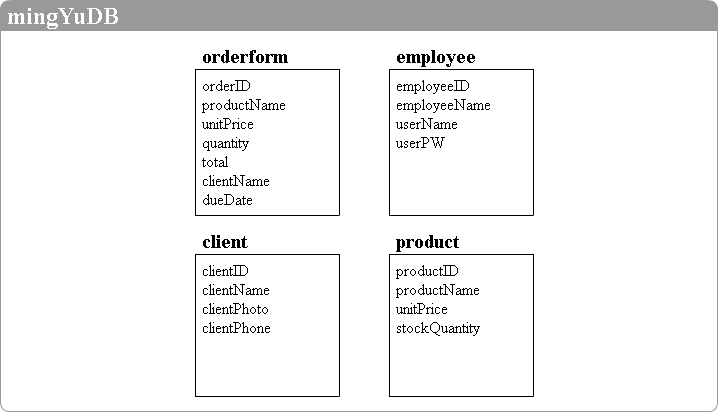 mingYuDB
orderform
orderID
productName
unitPrice
quantity
total
clientName
dueDate
employee
employeeID
employeeName
userName
userPW
client
clientID
clientName
clientPhoto
clientPhone
product
productID
productName
unitPrice
stockQuantity